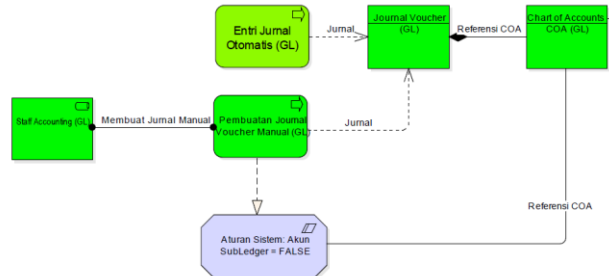 Entri Jurnal
Otomatis (GL)
Jurnal
Journal Voucher
(GL)
Referensi COA
Chart of Accounts -
COA (GL)
Staff Accounting (GL)
Membuat Jurnal Manual
Pembuatan Journal
Voucher Manual (GL)
Jurnal
Referensi COA
Aturan Sistem: Akun
SubLedger = FALSE